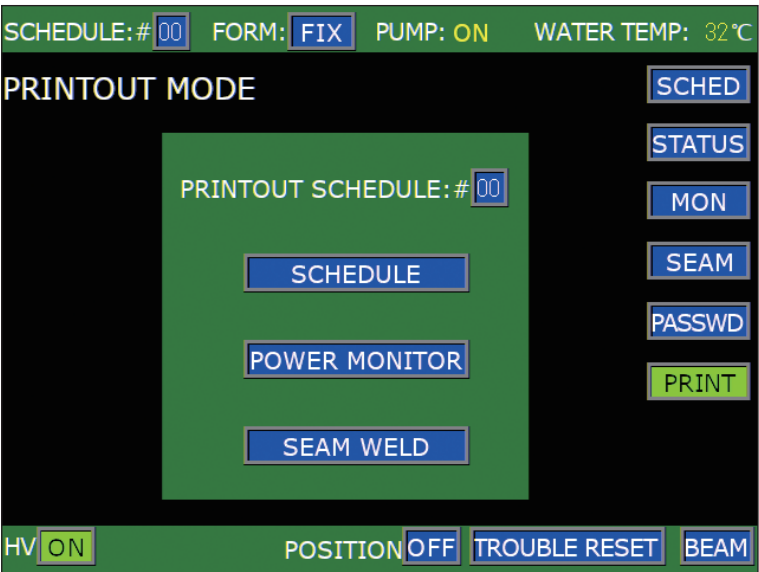 SCHEDULE:#00 FORM: FIX PUMP: ON WATER TEMP: 32℃
PRINTOUT MODE
SCHED
STATUS
PRINTOUT SCHEDULE:#00
MON
SCHEDULE
SEAM
PASSWD
POWER MONITOR
PRINT
SEAM WELD
HV ON POSITION OFF TROUBLE RESET BEAM